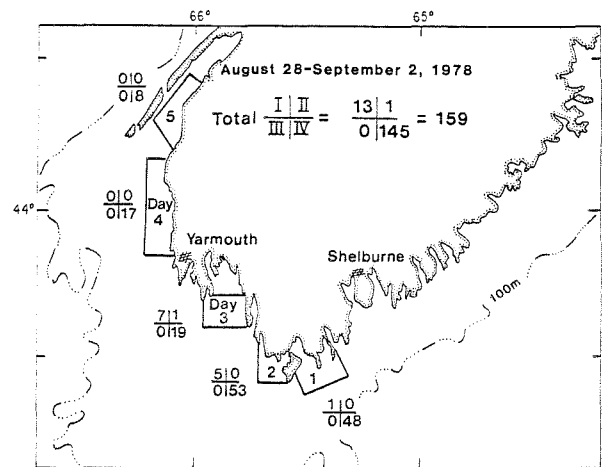 66° 65°
August 28-September 2, 1978
Total I | II / III | IV = 13 | 1 / 0 | 145 = 159
0|0
0|8
5
44°
0|0
0|17
Day
4
Yarmouth
Shelburne
Day
3
7|1
0|19
100m
5|0
0|53
2
1
1|0
0|48